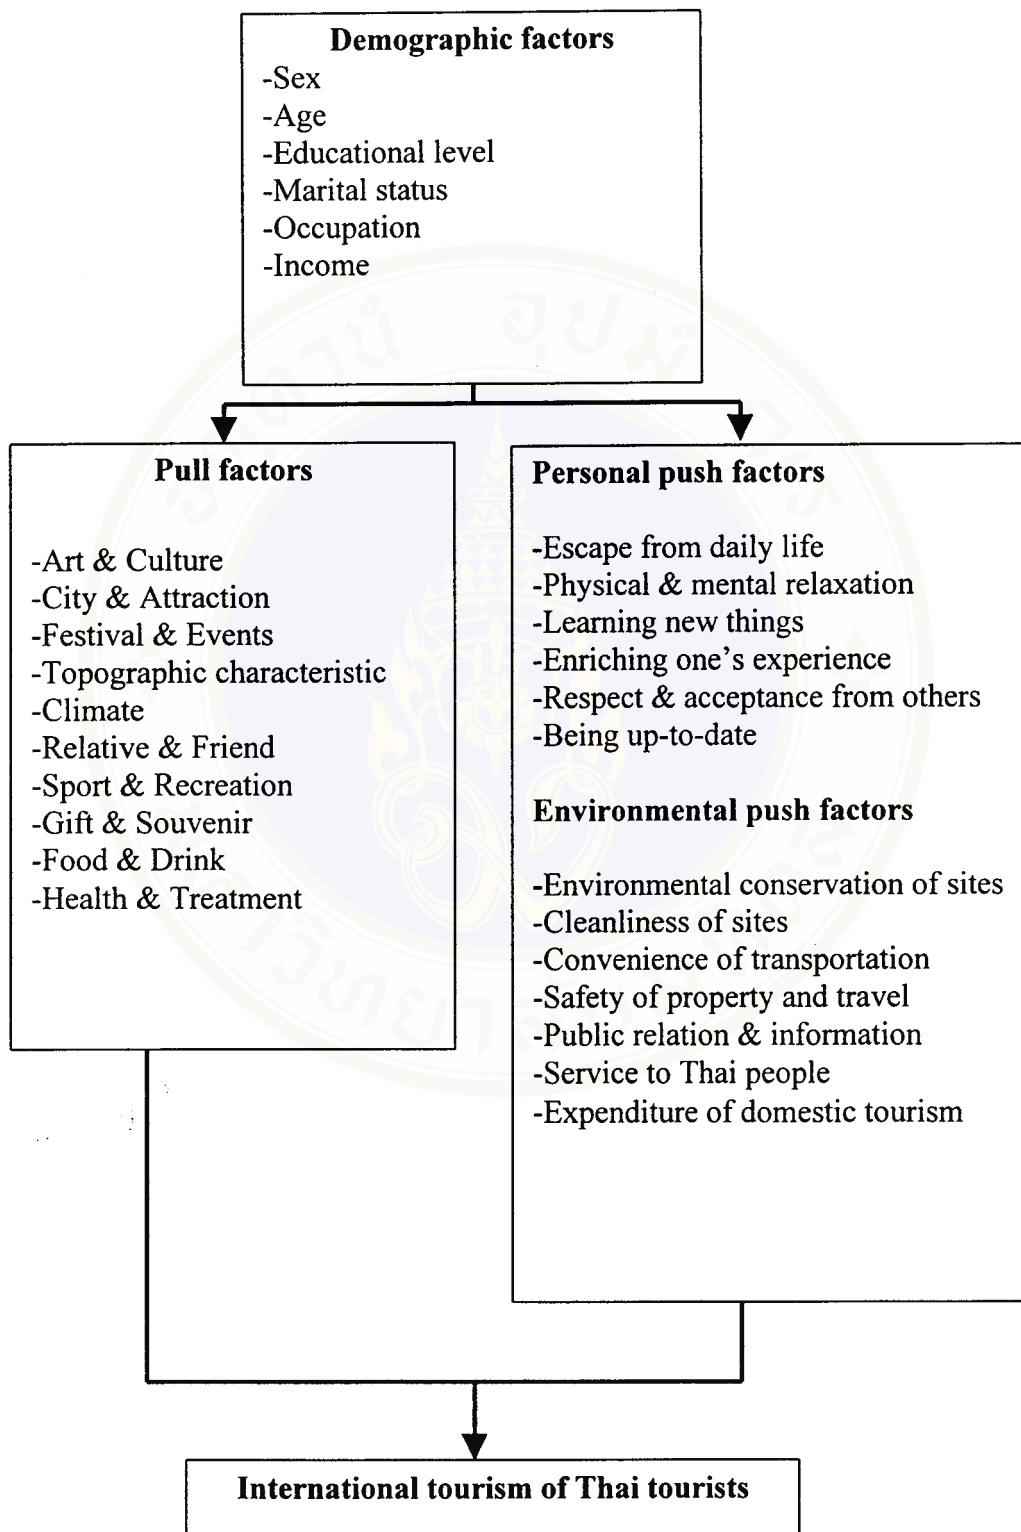 Demographic factors
-Sex
-Age
-Educational level
-Marital status
-Occupation
-Income
Pull factors
-Art & Culture
-City & Attraction
-Festival & Events
-Topographic characteristic
-Climate
-Relative & Friend
-Sport & Recreation
-Gift & Souvenir
-Food & Drink
-Health & Treatment
Personal push factors
-Escape from daily life
-Physical & mental relaxation
-Learning new things
-Enriching one's experience
-Respect & acceptance from others
-Being up-to-date
Environmental push factors
-Environmental conservation of sites
-Cleanliness of sites
-Convenience of transportation
-Safety of property and travel
-Public relation & information
-Service to Thai people
-Expenditure of domestic tourism
International tourism of Thai tourists